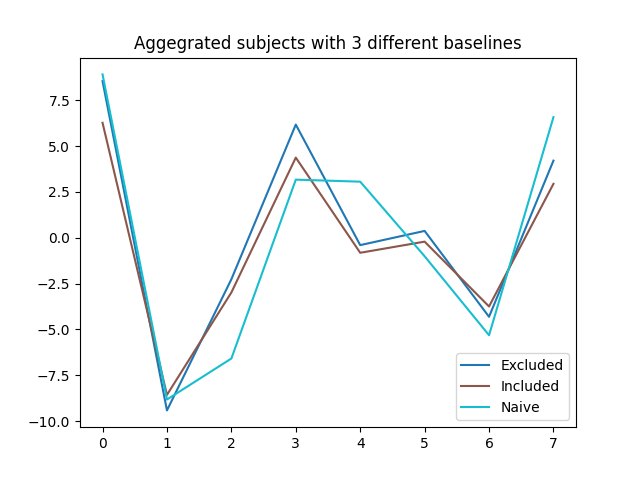 Aggegrated subjects with 3 different baselines
7.5
5.0
2.5
0.0
−2.5
−5.0
−7.5
−10.0
0 1 2 3 4 5 6 7
Excluded
Included
Naive